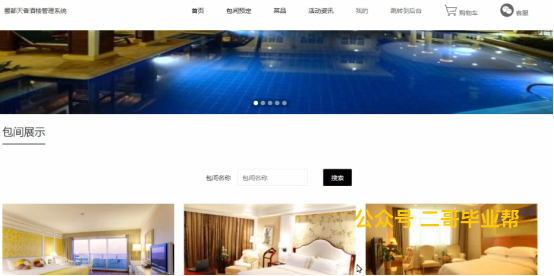 蜀都天香酒楼管理系统
首页 包间预定 菜品 活动资讯 我的 跳转到后台 购物车 客服
包间展示
包间名称 包间名称 搜索
公众号 二哥毕业帮